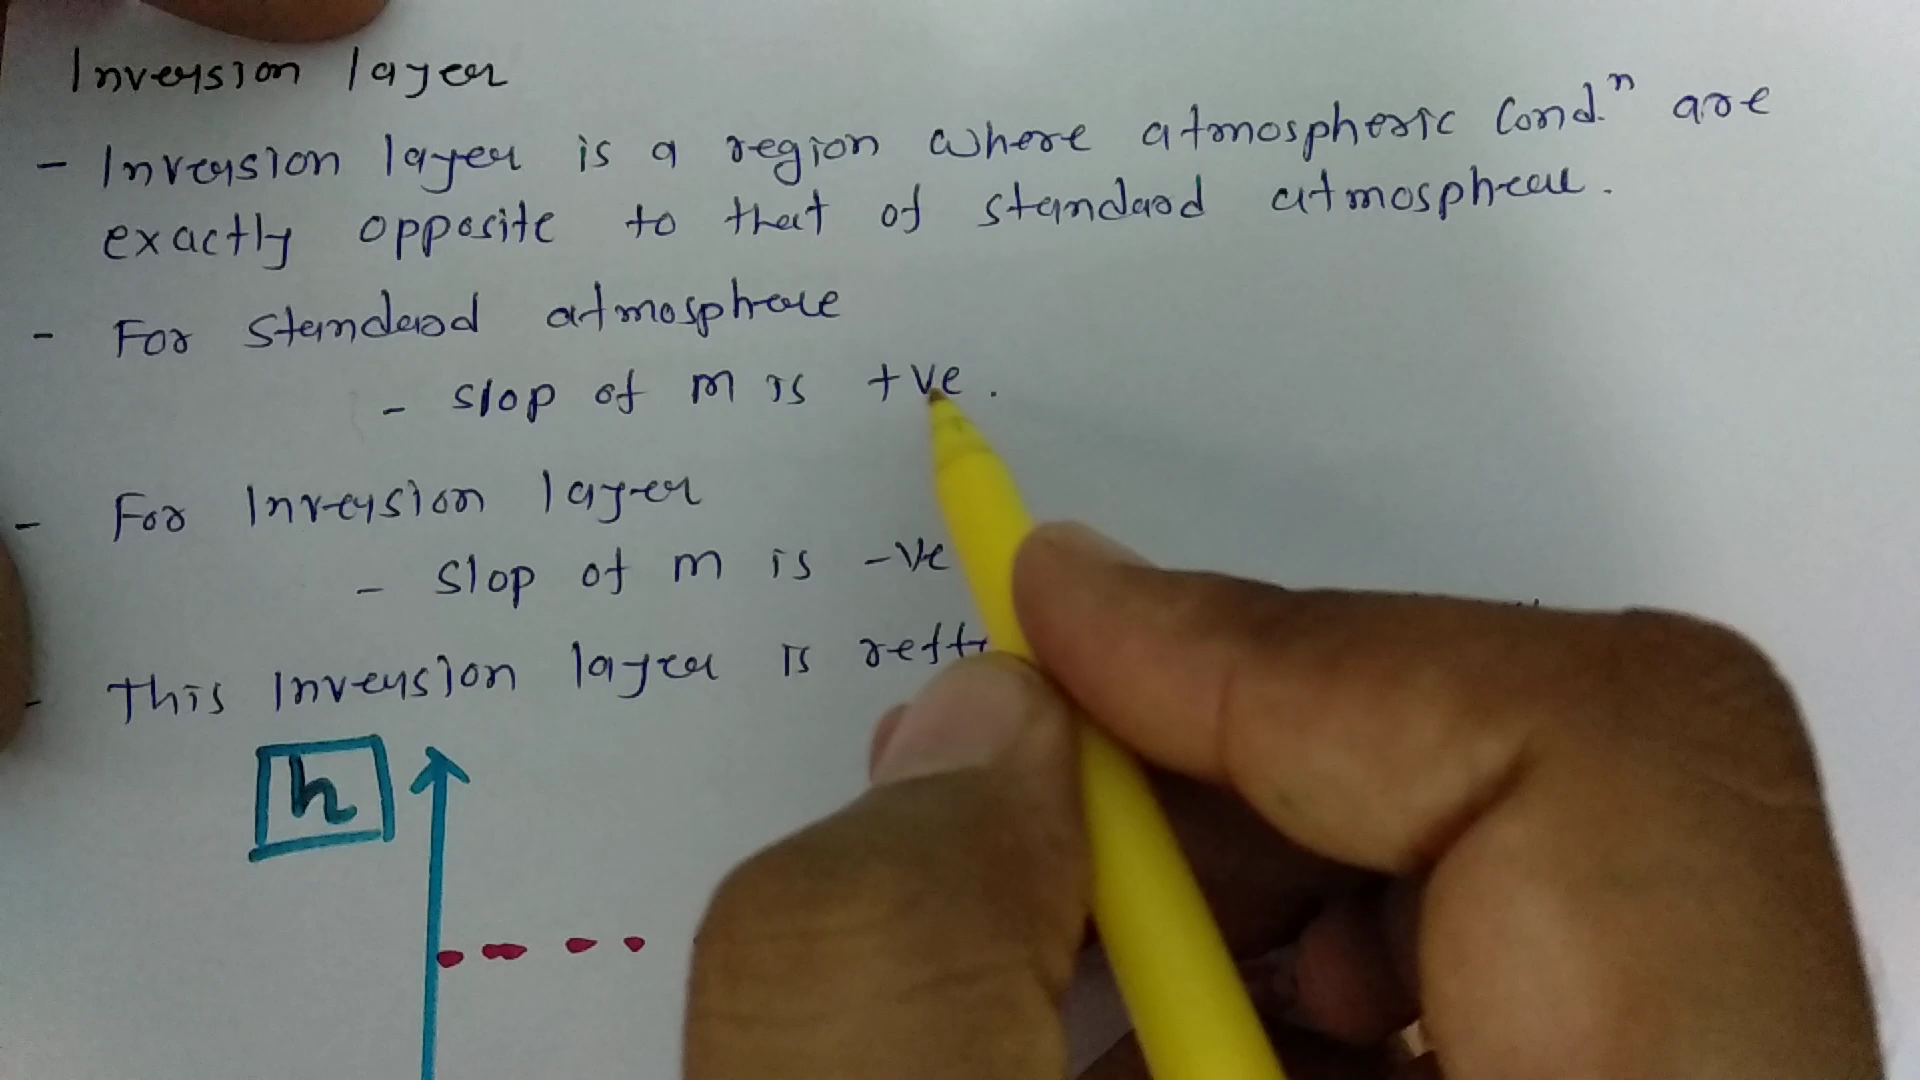 Inversion layer
- Inversion layer is a region where atmospheric Cond.ⁿ are
exactly opposite to that of standard atmosphere.
- For standard atmosphere
- slop of m is +ve.
- For Inversion layer
- slop of m is -ve
- This Inversion layer is
h